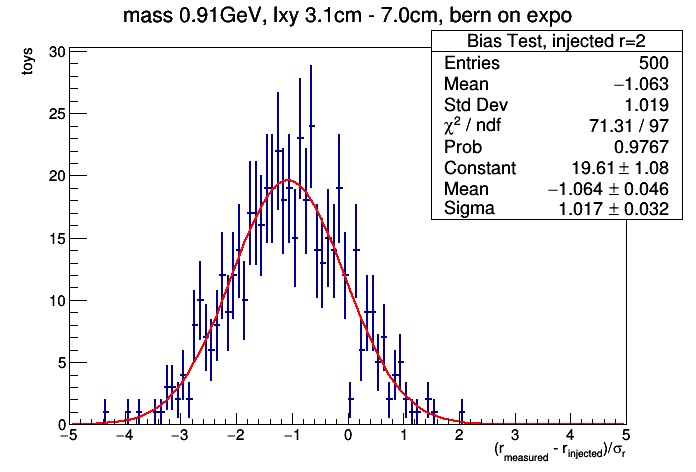 mass 0.91GeV, lxy 3.1cm - 7.0cm, bern on expo
toys
30
25
20
15
10
5
0
Bias Test, injected r=2
Entries 500
Mean −1.063
Std Dev 1.019
χ² / ndf 71.31 / 97
Prob 0.9767
Constant 19.61 ± 1.08
Mean −1.064 ± 0.046
Sigma 1.017 ± 0.032
−5 −4 −3 −2 −1 0 1 2 3 4 5
(r_measured - r_injected)/σ_r